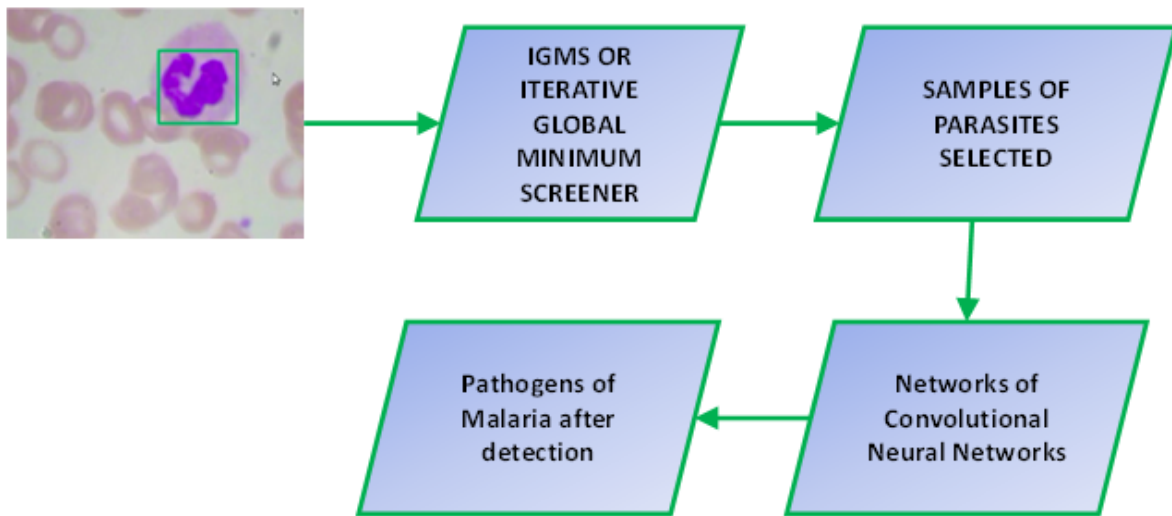 IGMS OR
ITERATIVE
GLOBAL
MINIMUM
SCREENER
SAMPLES OF
PARASITES
SELECTED
Networks of
Convolutional
Neural Networks
Pathogens of
Malaria after
detection